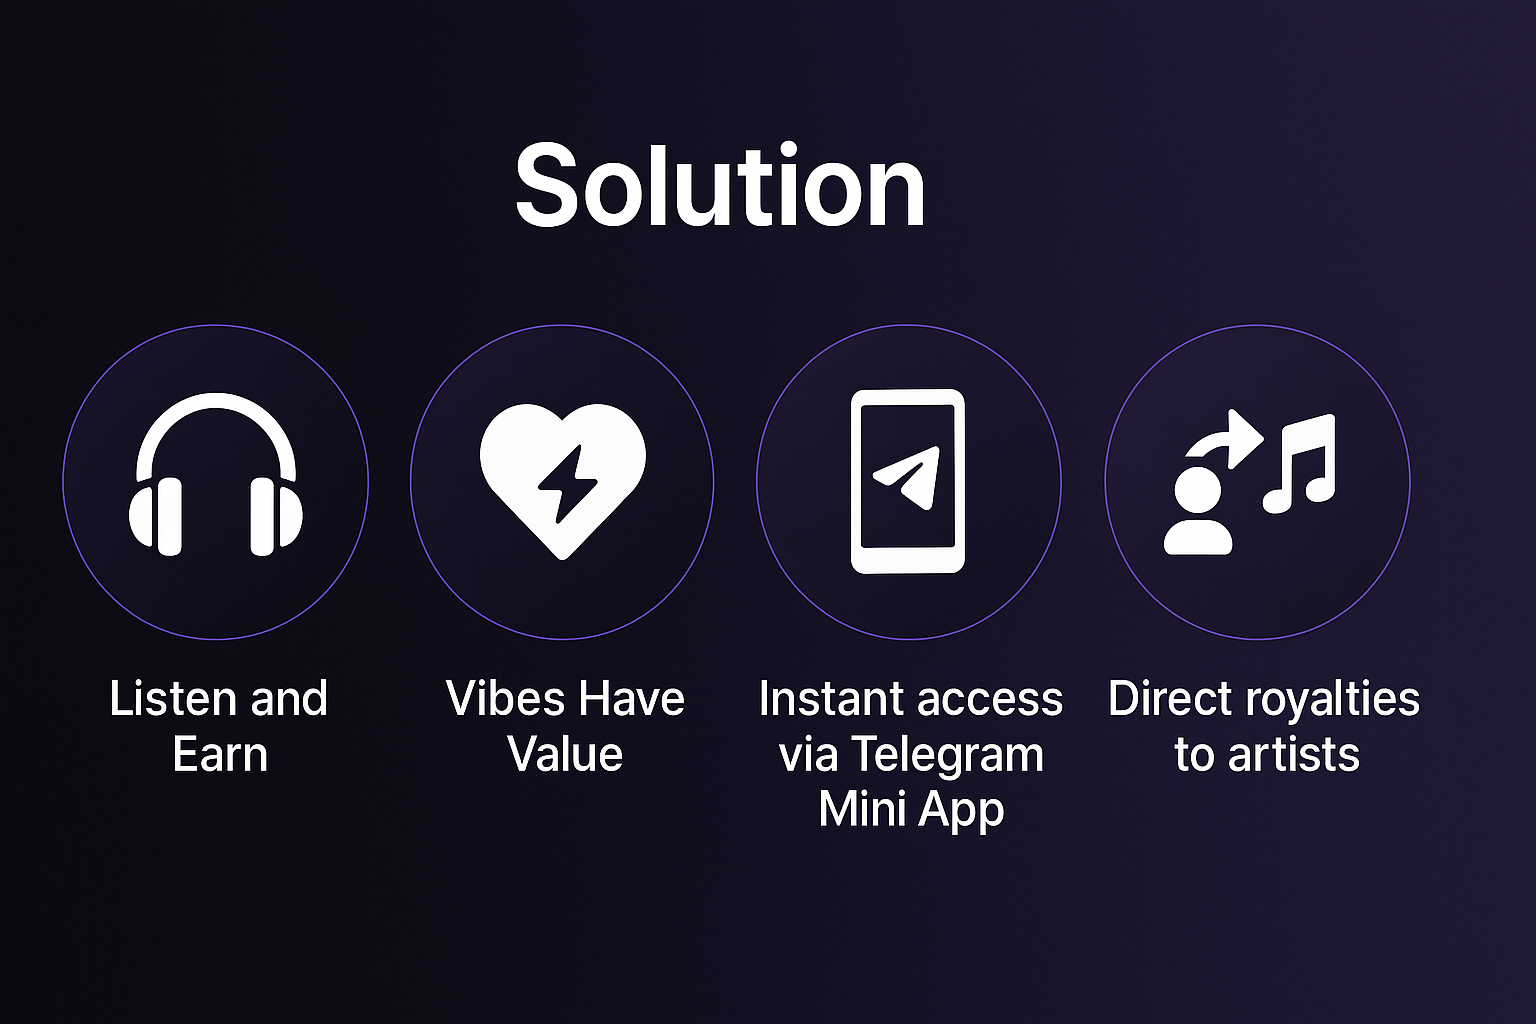 Solution
Listen and
Earn
Vibes Have
Value
Instant access
via Telegram
Mini App
Direct royalties
to artists